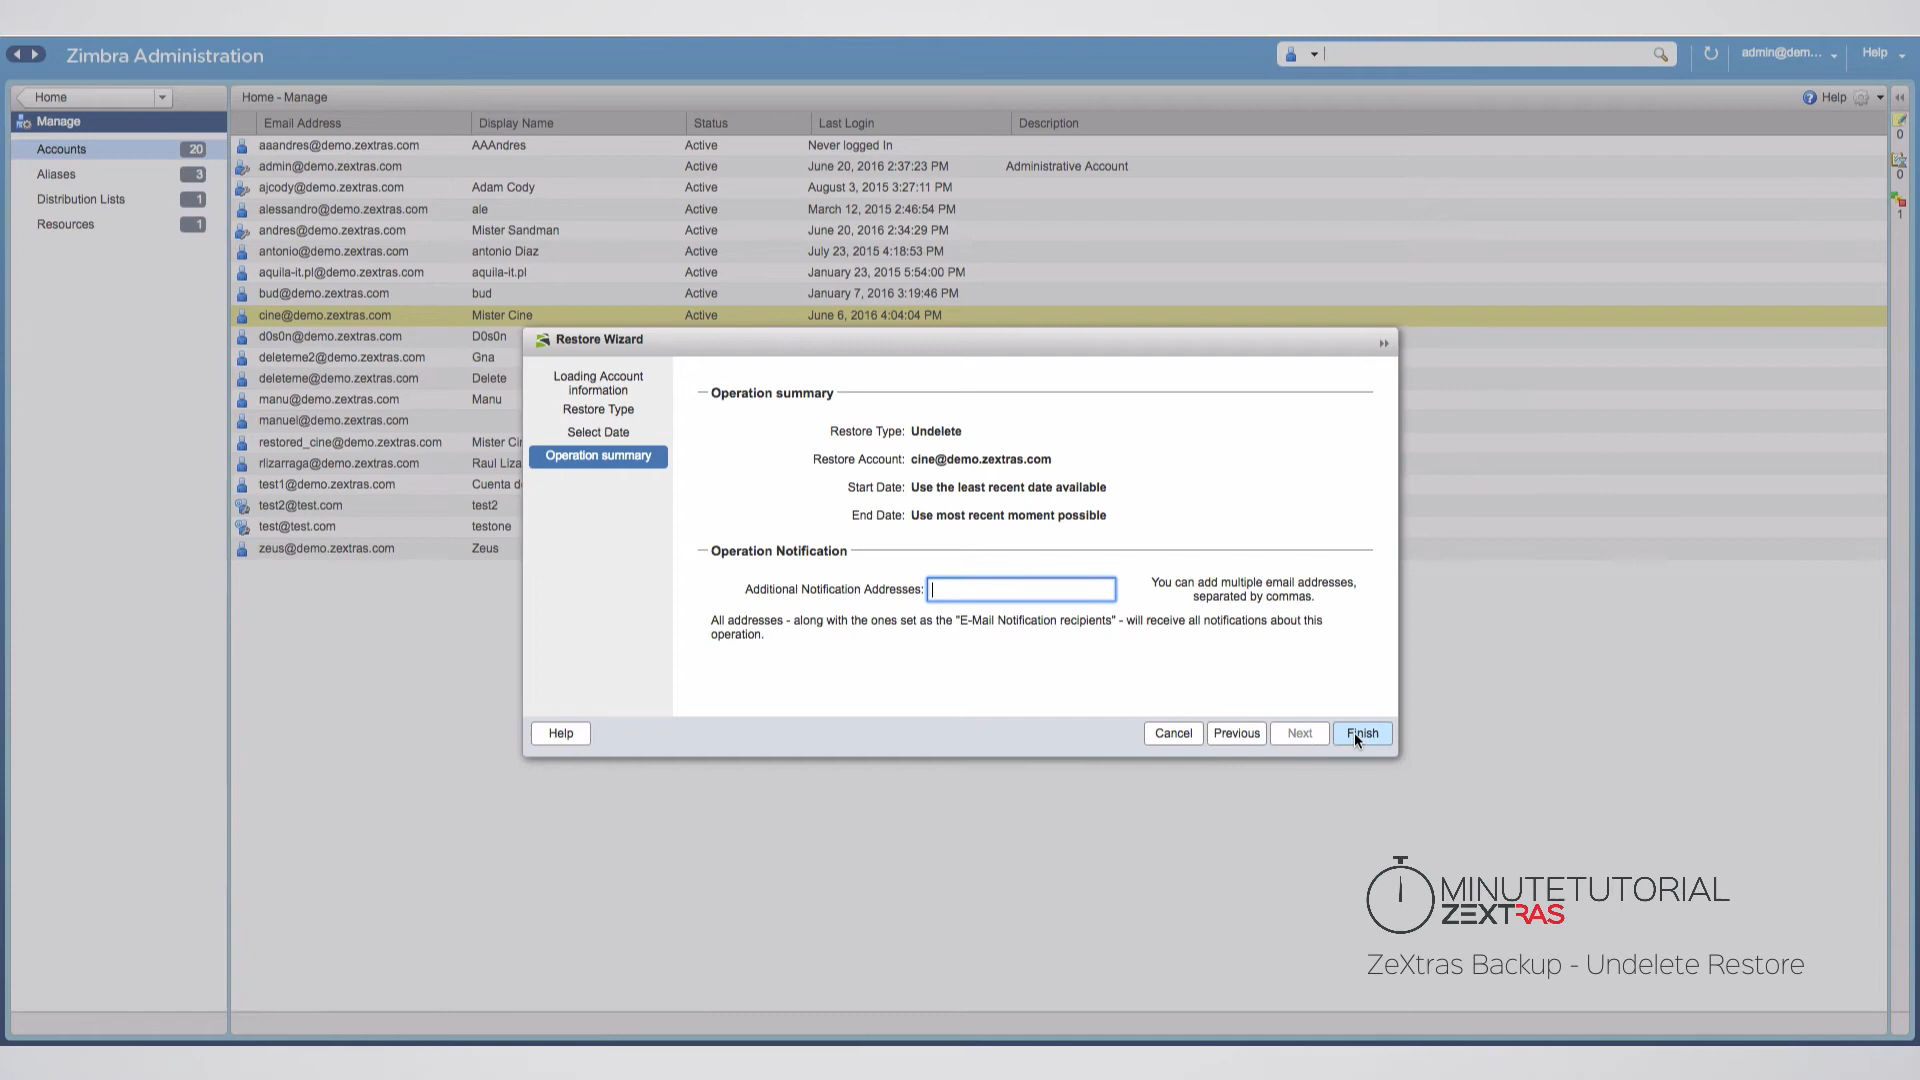 Zimbra Administration
admin@dem...
Help
Home
Home - Manage
Help
Manage
Accounts 20
Aliases 3
Distribution Lists 1
Resources 1
Email Address Display Name Status Last Login Description
aaandres@demo.zextras.com AAAndres Active Never logged In
admin@demo.zextras.com Active June 20, 2016 2:37:23 PM Administrative Account
ajcody@demo.zextras.com Adam Cody Active August 3, 2015 3:27:11 PM
alessandro@demo.zextras.com ale Active March 12, 2015 2:46:54 PM
andres@demo.zextras.com Mister Sandman Active June 20, 2016 2:34:29 PM
antonio@demo.zextras.com antonio Diaz Active July 23, 2015 4:18:53 PM
aquila-it.pl@demo.zextras.com aquila-it.pl Active January 23, 2015 5:54:00 PM
bud@demo.zextras.com bud Active January 7, 2016 3:19:46 PM
cine@demo.zextras.com Mister Cine Active June 6, 2016 4:04:04 PM
d0s0n@demo.zextras.com D0s0n
deleteme2@demo.zextras.com Gna
deleteme@demo.zextras.com Delete
manu@demo.zextras.com Manu
manuel@demo.zextras.com
restored_cine@demo.zextras.com Mister Ci
rlizarraga@demo.zextras.com Raul Liza
test1@demo.zextras.com Cuenta d
test2@test.com test2
test@test.com testone
zeus@demo.zextras.com Zeus
0
0
1
Restore Wizard
Loading Account
information
Restore Type
Select Date
Operation summary
Operation summary
Restore Type: Undelete
Restore Account: cine@demo.zextras.com
Start Date: Use the least recent date available
End Date: Use most recent moment possible
Operation Notification
Additional Notification Addresses:
You can add multiple email addresses,
separated by commas.
All addresses - along with the ones set as the "E-Mail Notification recipients" - will receive all notifications about this
operation.
Help
Cancel
Previous
Next
Finish
MINUTETUTORIAL
ZEXTRAS
ZeXtras Backup - Undelete Restore